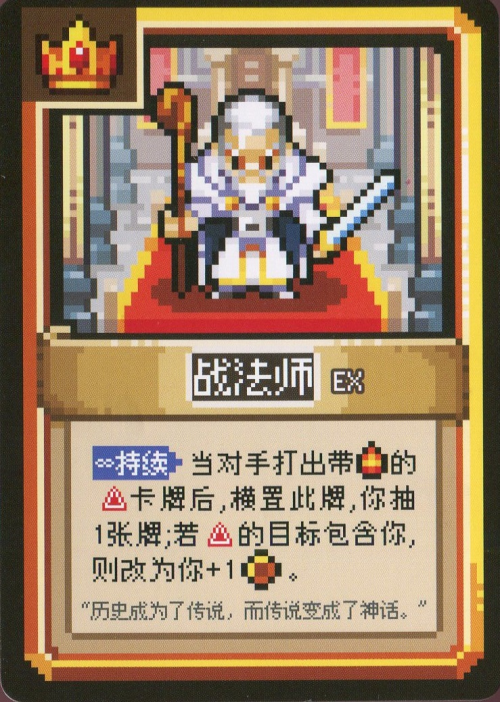 战法师 EX
∞持续 当对手打出带的
卡牌后,横置此牌,你抽
1张牌;若的目标包含你,
则改为你+1。
“历史成为了传说，而传说变成了神话。”